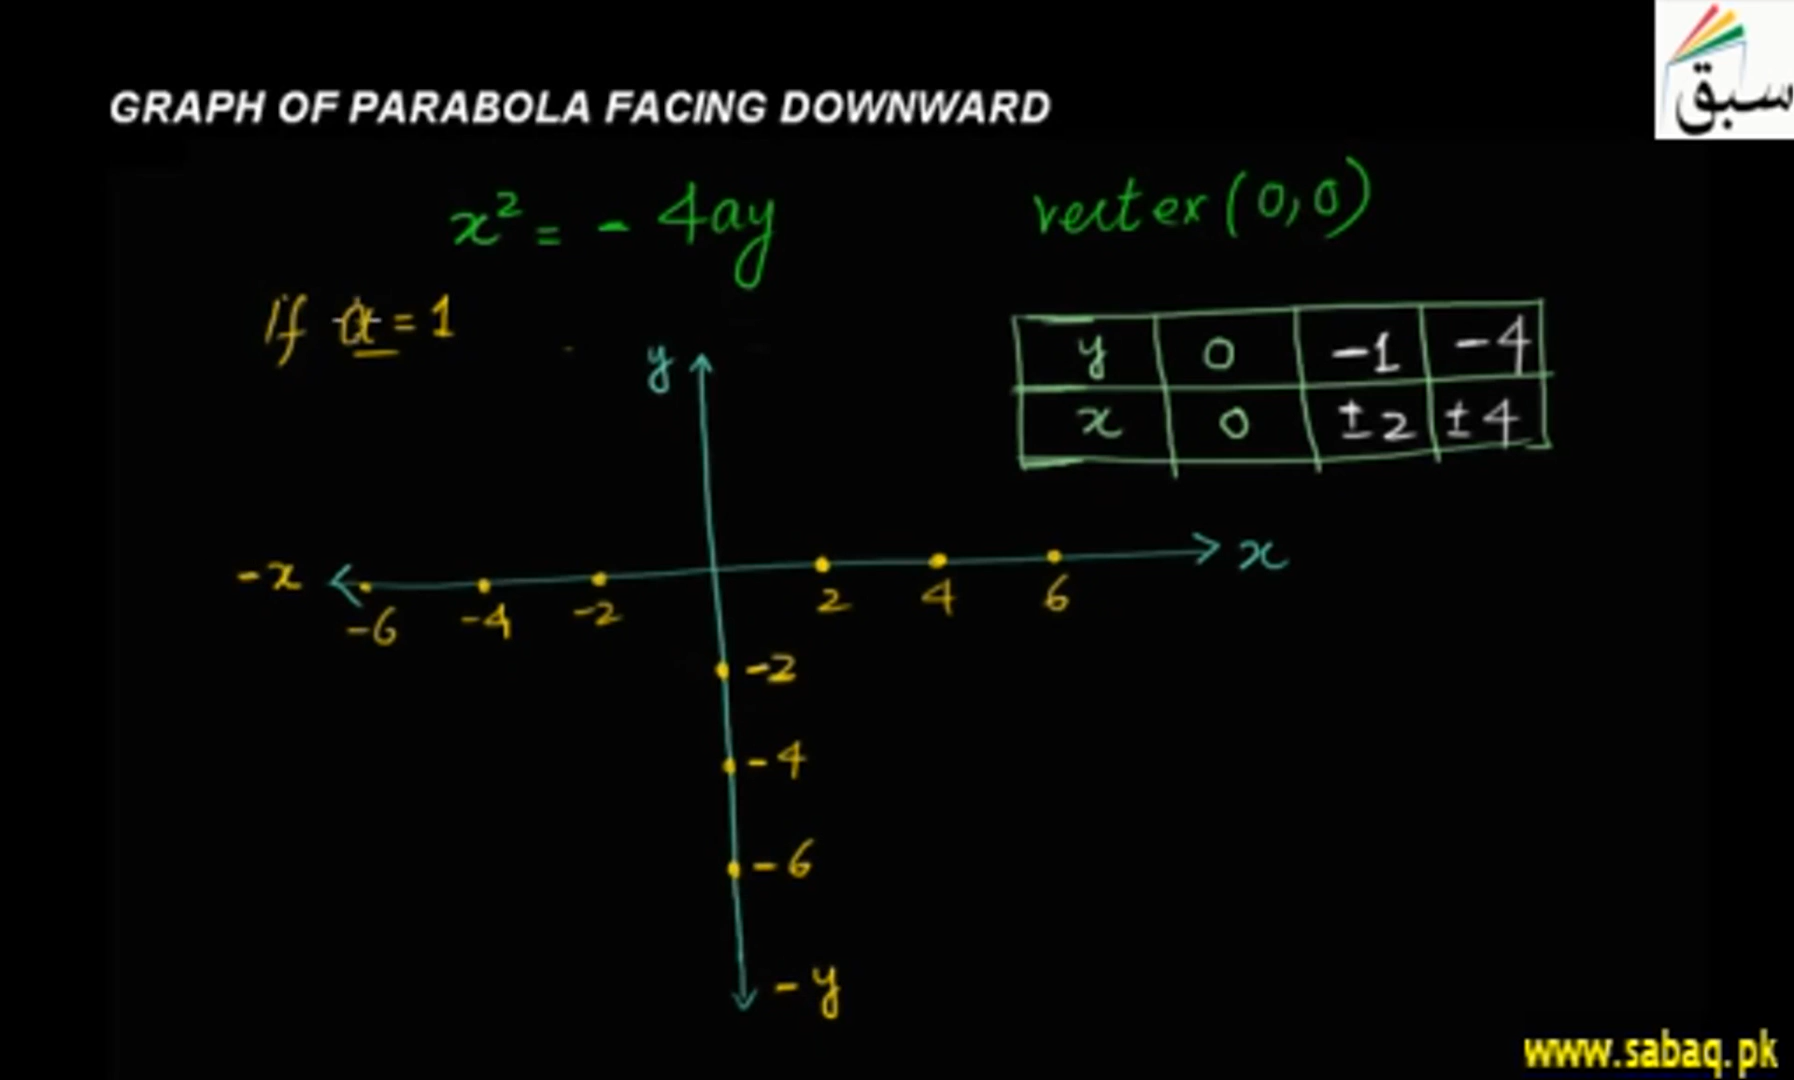 سبق
GRAPH OF PARABOLA FACING DOWNWARD
x² = - 4ay
vertex (0,0)
If a = 1
y 0 -1 -4
x 0 ±2 ±4
y
-x -6 -4 -2 2 4 6 x
-2
-4
-6
-y
www.sabaq.pk